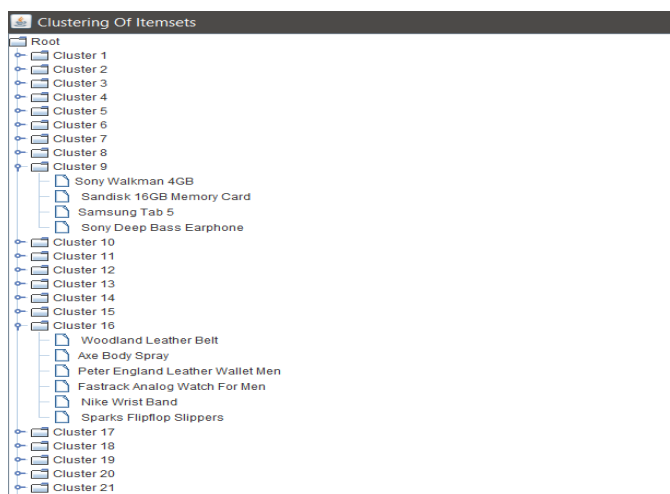 Clustering Of Itemsets
Root
Cluster 1
Cluster 2
Cluster 3
Cluster 4
Cluster 5
Cluster 6
Cluster 7
Cluster 8
Cluster 9
Sony Walkman 4GB
Sandisk 16GB Memory Card
Samsung Tab 5
Sony Deep Bass Earphone
Cluster 10
Cluster 11
Cluster 12
Cluster 13
Cluster 14
Cluster 15
Cluster 16
Woodland Leather Belt
Axe Body Spray
Peter England Leather Wallet Men
Fastrack Analog Watch For Men
Nike Wrist Band
Sparks Flipflop Slippers
Cluster 17
Cluster 18
Cluster 19
Cluster 20
Cluster 21